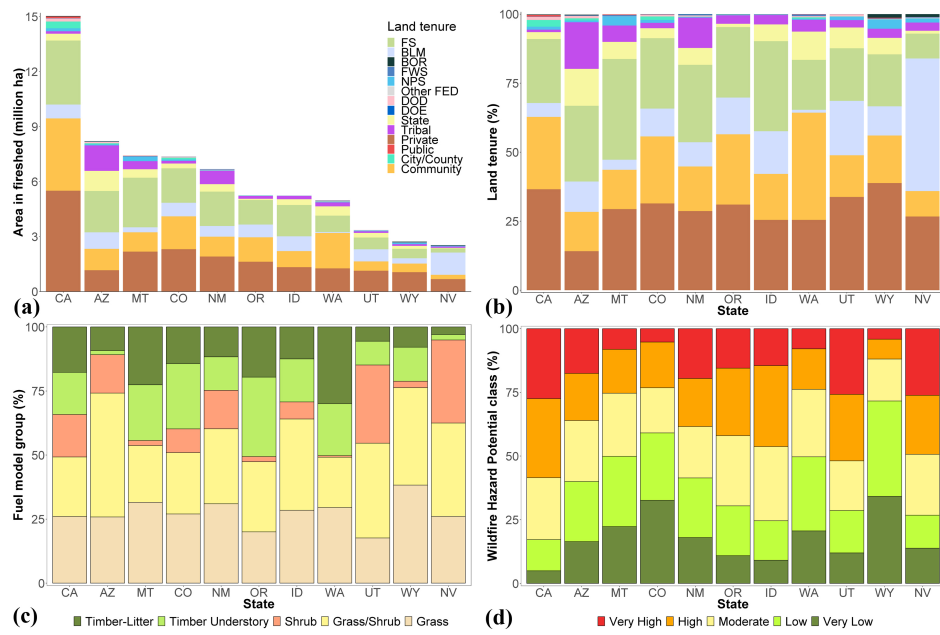 Area in fireshed (million ha)
15
12
9
6
3
0
Land tenure
FS
BLM
BOR
FWS
NPS
Other FED
DOD
DOE
State
Tribal
Private
Public
City/County
Community
CA AZ MT CO NM OR ID WA UT WY NV
(a)
Land tenure (%)
100
75
50
25
0
CA AZ MT CO NM OR ID WA UT WY NV
State
(b)
Fuel model group (%)
100
75
50
25
0
CA AZ MT CO NM OR ID WA UT WY NV
State
(c)
Timber-Litter Timber Understory Shrub Grass/Shrub Grass
Wildfire Hazard Potential class (%)
100
75
50
25
0
CA AZ MT CO NM OR ID WA UT WY NV
State
(d)
Very High High Moderate Low Very Low